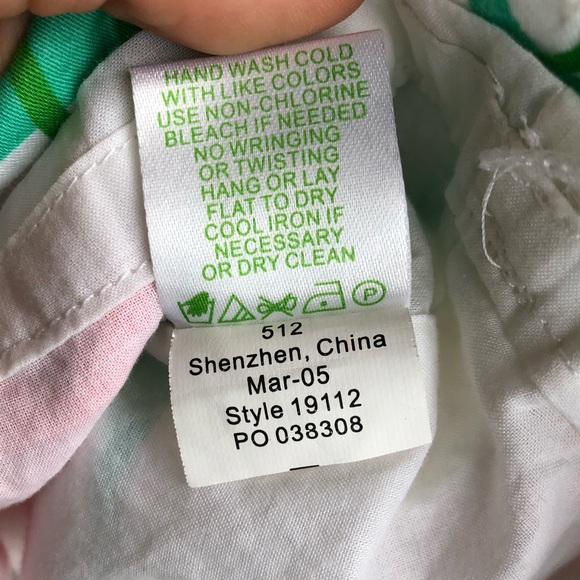 HAND WASH COLD
WITH LIKE COLORS
USE NON-CHLORINE
BLEACH IF NEEDED
NO WRINGING
OR TWISTING
HANG OR LAY
FLAT TO DRY
COOL IRON IF
NECESSARY
OR DRY CLEAN
P
512
Shenzhen, China
Mar-05
Style 19112
PO 038308